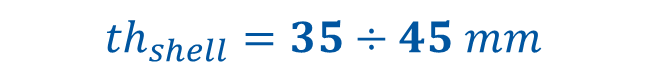 th_shell = 35 ÷ 45 mm